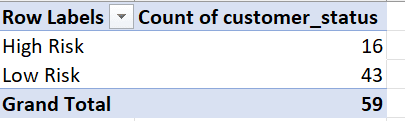 Row Labels Count of customer_status
High Risk 16
Low Risk 43
Grand Total 59